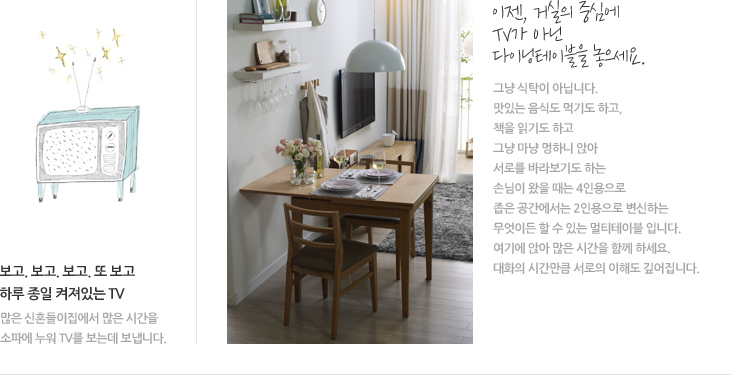 보고, 보고, 보고, 또 보고
하루 종일 켜져있는 TV
많은 신혼들이집에서 많은 시간을
소파에 누워 TV를 보는데 보냅니다.
이젠, 거실의 중심에
TV가 아닌
다이닝테이블을 놓으세요.
그냥 식탁이 아닙니다.
맛있는 음식도 먹기도 하고,
책을 읽기도 하고
그냥 마냥 멍하니 앉아
서로를 바라보기도 하는
손님이 왔을 때는 4인용으로
좁은 공간에서는 2인용으로 변신하는
무엇이든 할 수 있는 멀티테이블 입니다.
여기에 앉아 많은 시간을 함께 하세요.
대화의 시간만큼 서로의 이해도 깊어집니다.